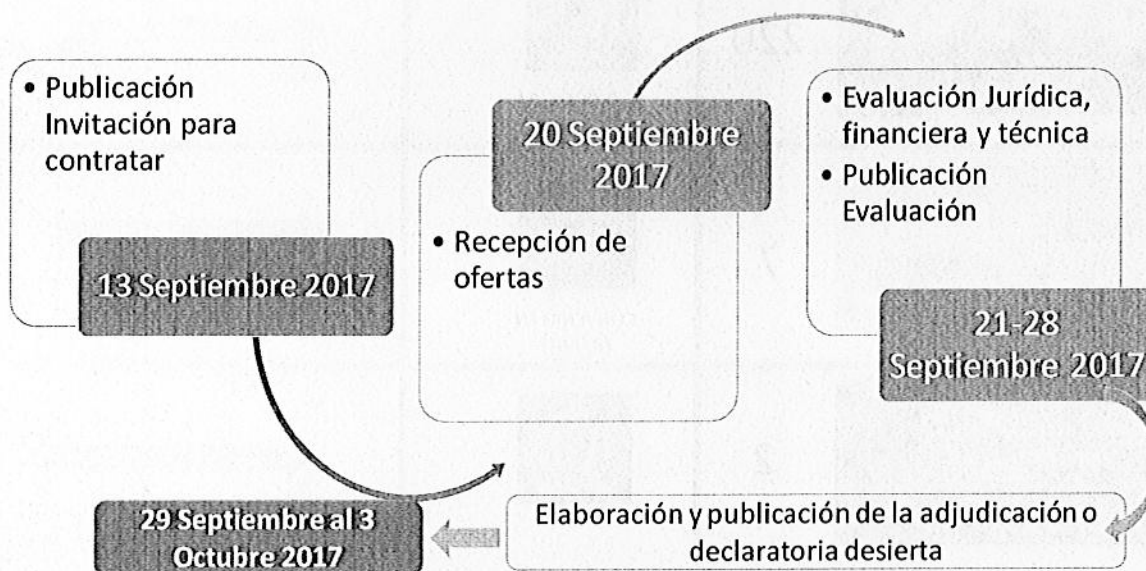 • Publicación
Invitación para
contratar
13 Septiembre 2017
20 Septiembre
2017
• Recepción de
ofertas
• Evaluación Jurídica,
financiera y técnica
• Publicación
Evaluación
21-28
Septiembre 2017
Elaboración y publicación de la adjudicación o
declaratoria desierta
29 Septiembre al 3
Octubre 2017